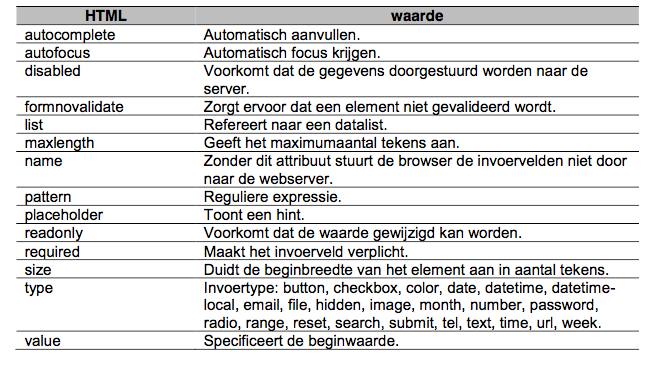 HTML waarde
autocomplete Automatisch aanvullen.
autofocus Automatisch focus krijgen.
disabled Voorkomt dat de gegevens doorgestuurd worden naar de
server.
formnovalidate Zorgt ervoor dat een element niet gevalideerd wordt.
list Refereert naar een datalist.
maxlength Geeft het maximumaantal tekens aan.
name Zonder dit attribuut stuurt de browser de invoervelden niet door
naar de webserver.
pattern Reguliere expressie.
placeholder Toont een hint.
readonly Voorkomt dat de waarde gewijzigd kan worden.
required Maakt het invoerveld verplicht.
size Duidt de beginbreedte van het element aan in aantal tekens.
type Invoertype: button, checkbox, color, date, datetime, datetime-
local, email, file, hidden, image, month, number, password,
radio, range, reset, search, submit, tel, text, time, url, week.
value Specificeert de beginwaarde.